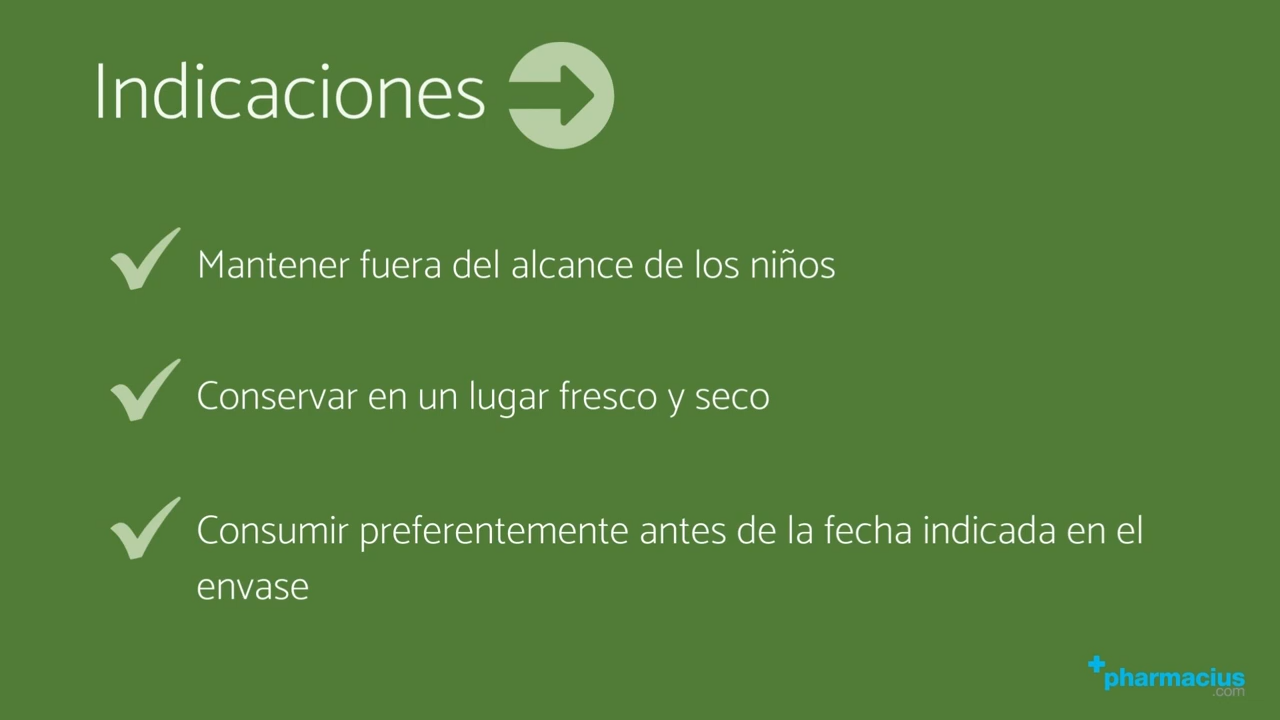 Indicaciones
Mantener fuera del alcance de los niños
Conservar en un lugar fresco y seco
Consumir preferentemente antes de la fecha indicada en el
envase
pharmacius
.com